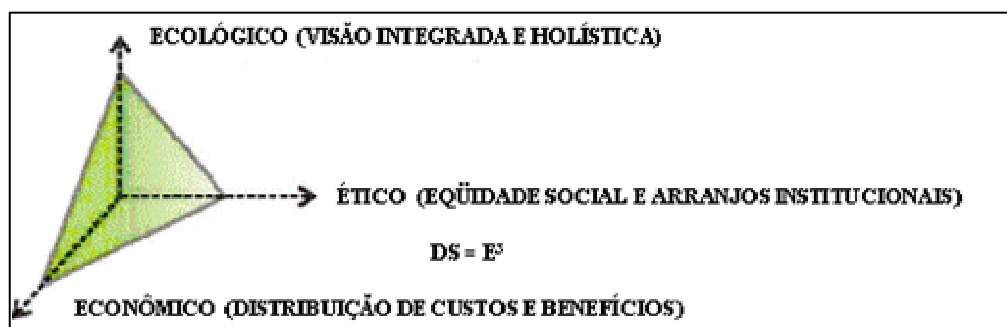 ECOLÓGICO (VISÃO INTEGRADA E HOLÍSTICA)
ÉTICO (EQÜIDADE SOCIAL E ARRANJOS INSTITUCIONAIS)
DS = E³
ECONÔMICO (DISTRIBUIÇÃO DE CUSTOS E BENEFÍCIOS)